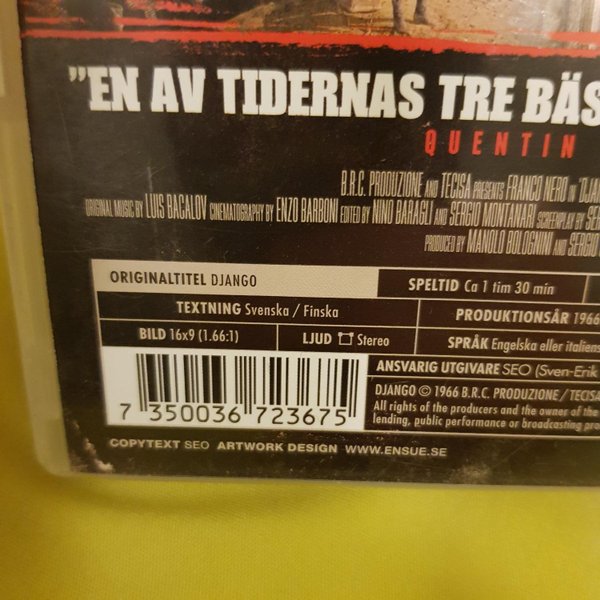 ”EN AV TIDERNAS TRE BÄS
QUENTIN
B.R.C. PRODUZIONE AND TECISA PRESENTS FRANCO NERO IN "DJAN
ORIGINAL MUSIC BY LUIS BACALOV CINEMATOGRAPHY BY ENZO BARBONI EDITED BY NINO BARAGLI AND SERGIO MONTANARI SCREENPLAY BY SER
PRODUCED BY MANOLO BOLOGNINI AND SERGIO
ORIGINALTITEL DJANGO
SPELTID Ca 1 tim 30 min
TEXTNING Svenska / Finska
PRODUKTIONSÅR 1966
BILD 16x9 (1.66:1)
LJUD Stereo
SPRÅK Engelska eller italiens
ANSVARIG UTGIVARE SEO (Sven-Erik
DJANGO © 1966 B.R.C. PRODUZIONE / TECISA
All rights of the producers and the owner of the
lending, public performance or broadcasting pro
7 350036 723675
COPYTEXT SEO ARTWORK DESIGN WWW.ENSUE.SE